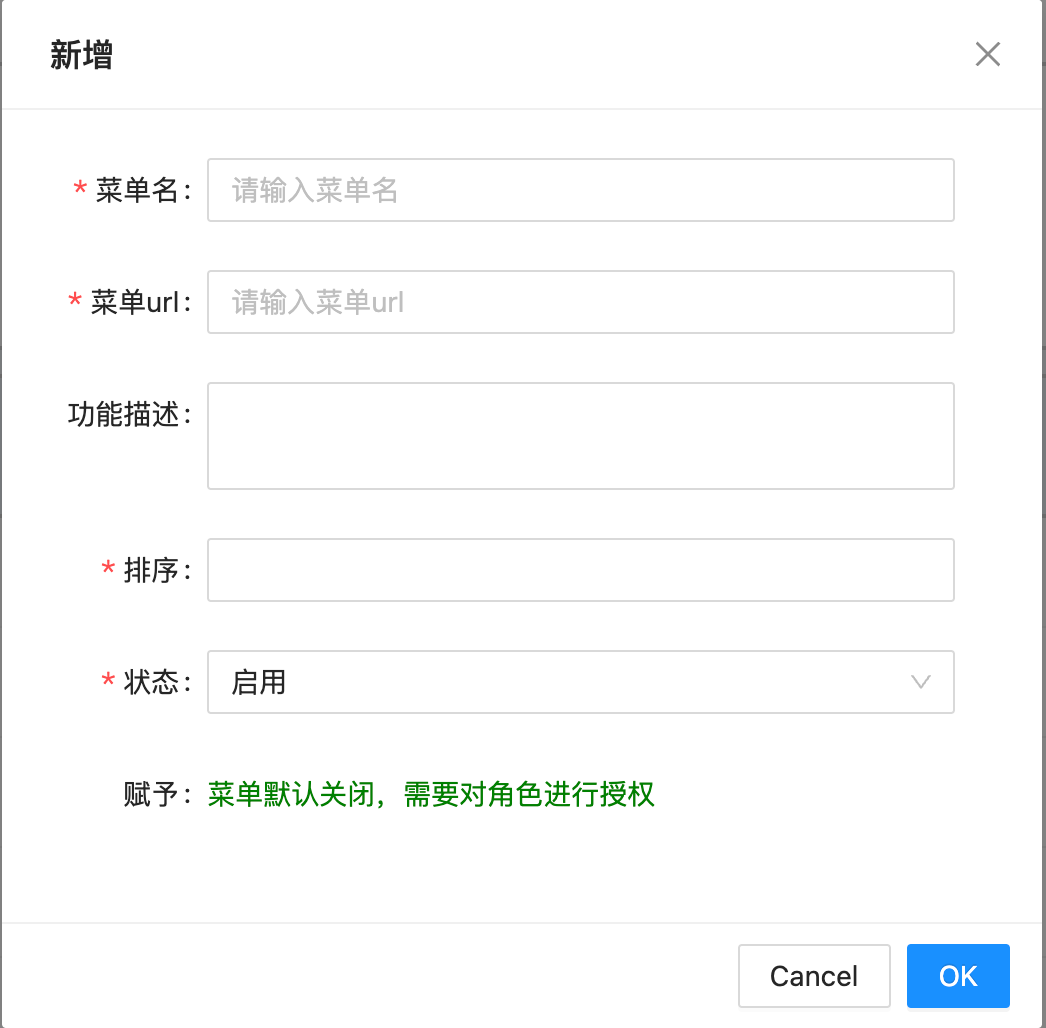 新增
* 菜单名: 请输入菜单名
* 菜单url: 请输入菜单url
功能描述:
* 排序:
* 状态: 启用
赋予: 菜单默认关闭，需要对角色进行授权
Cancel OK